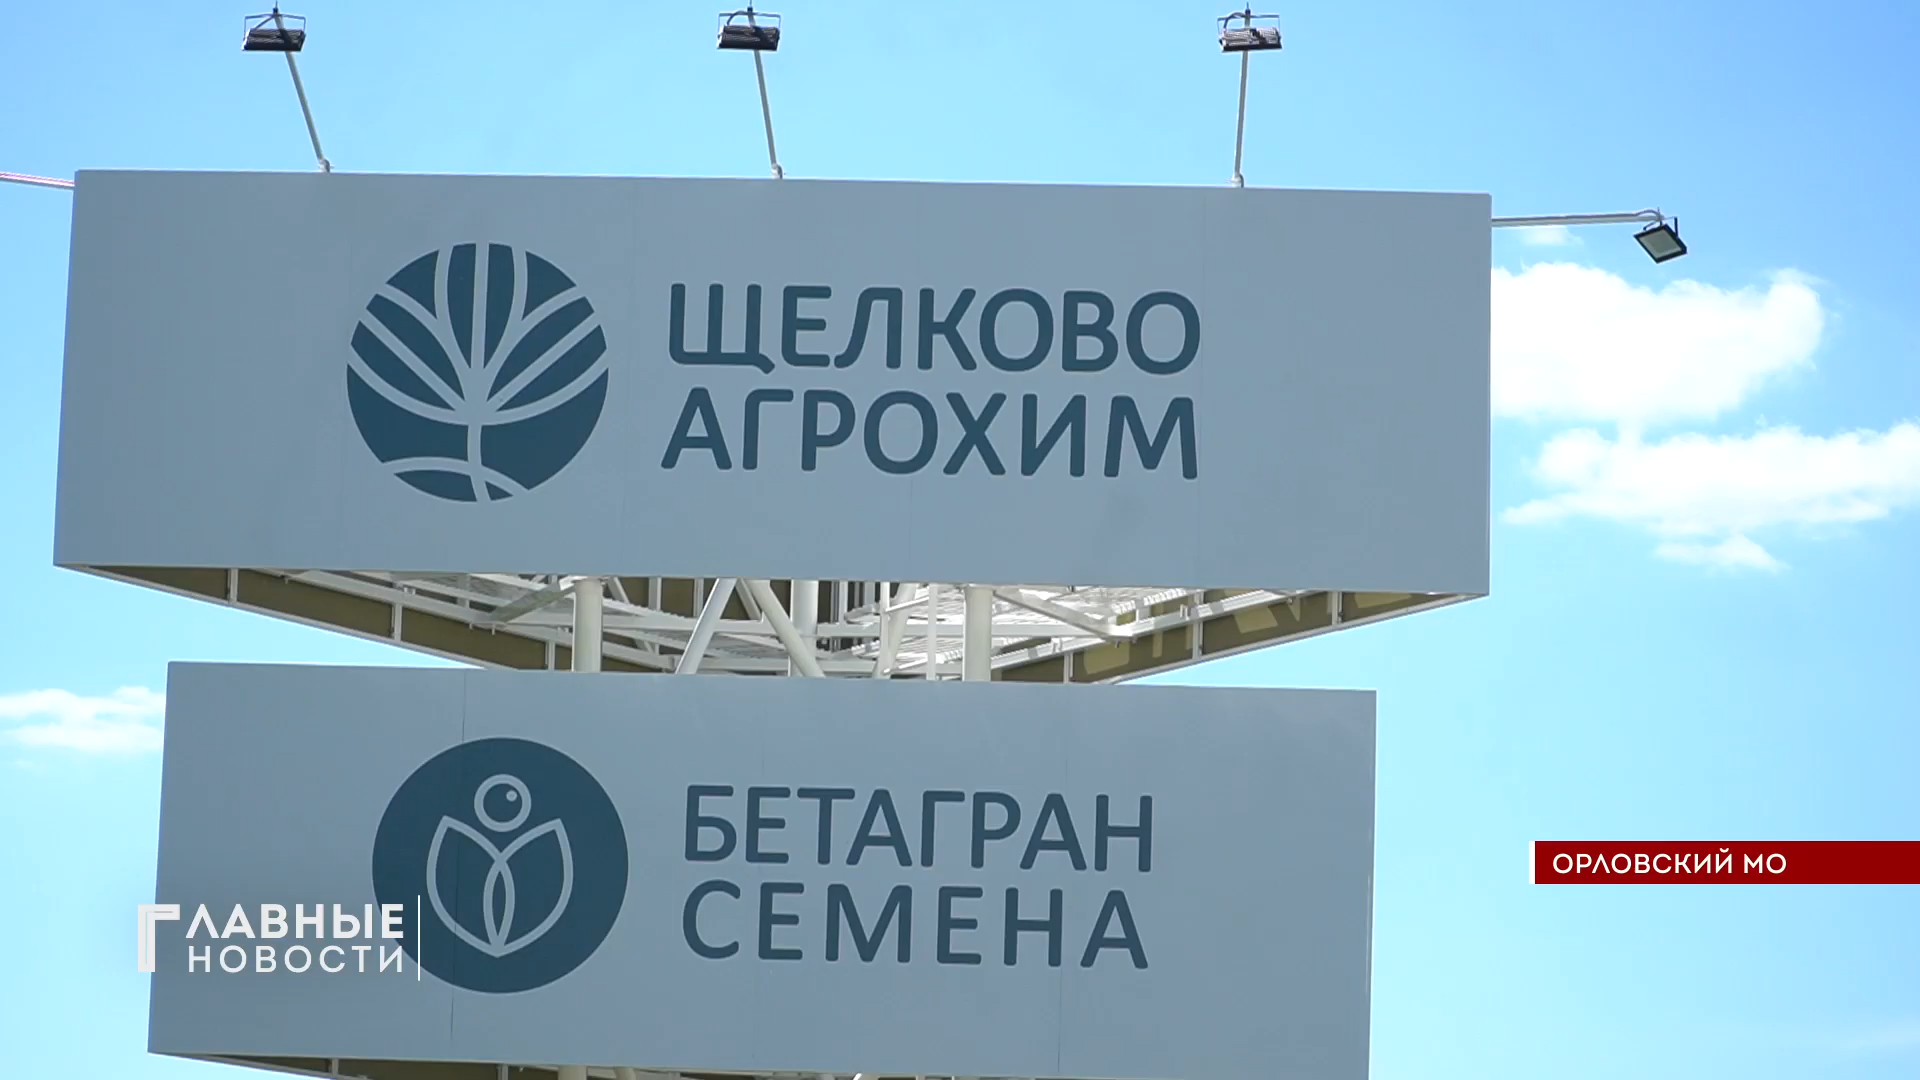 ЩЕЛКОВО
АГРОХИМ
БЕТАГРАН
СЕМЕНА
ГЛАВНЫЕ
НОВОСТИ
ОРЛОВСКИЙ МО